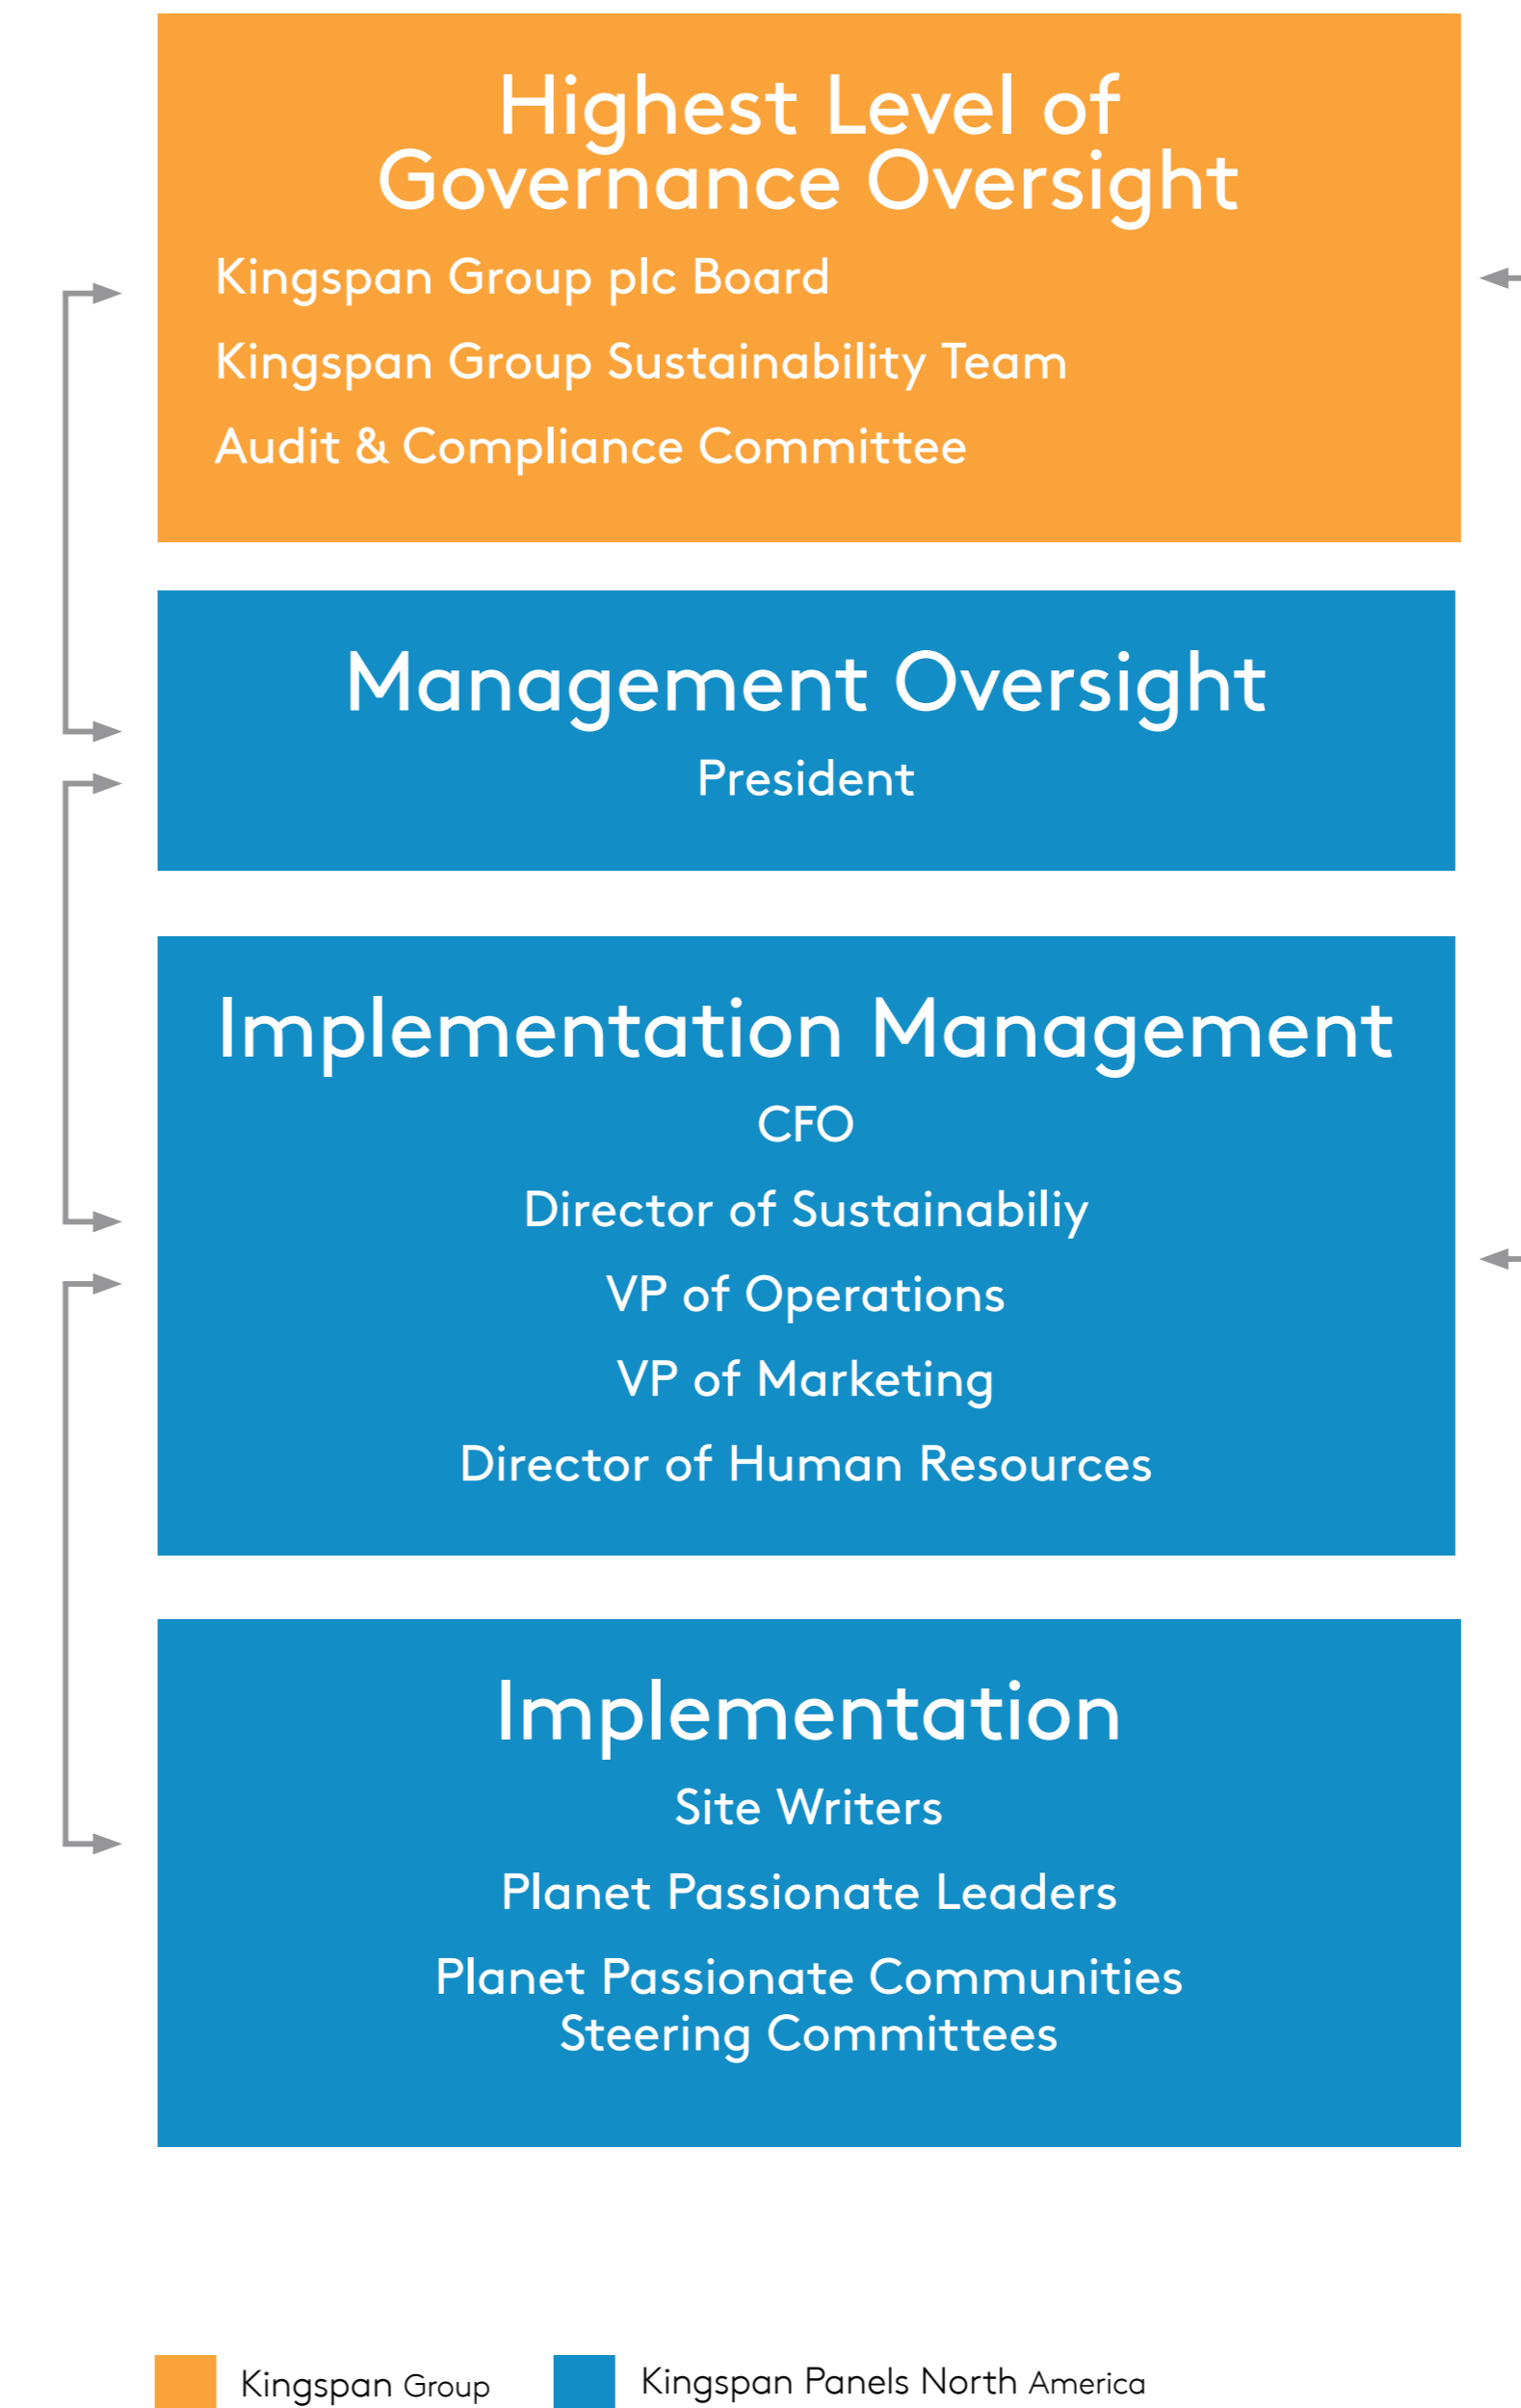 Highest Level of
Governance Oversight
Kingspan Group plc Board
Kingspan Group Sustainability Team
Audit & Compliance Committee
Management Oversight
President
Implementation Management
CFO
Director of Sustainabiliy
VP of Operations
VP of Marketing
Director of Human Resources
Implementation
Site Writers
Planet Passionate Leaders
Planet Passionate Communities
Steering Committees
Kingspan Group
Kingspan Panels North America